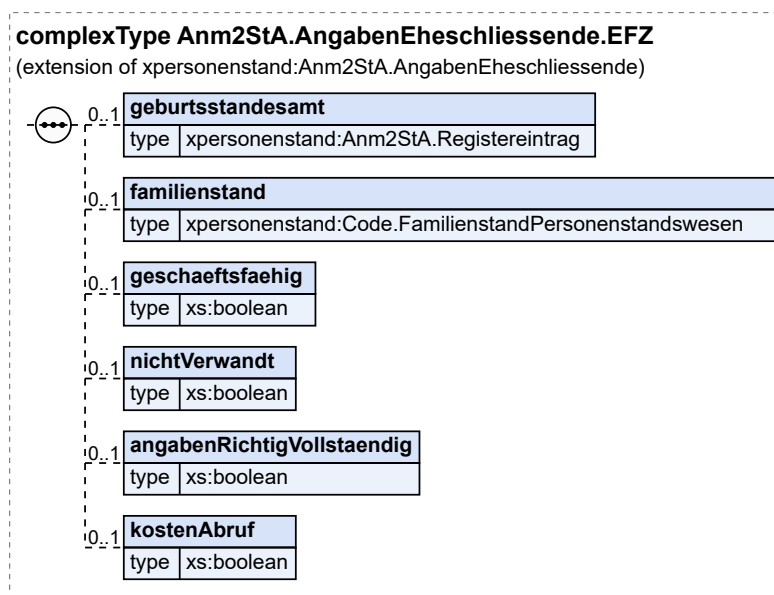 complexType Anm2StA.AngabenEheschliessende.EFZ
(extension of xpersonenstand:Anm2StA.AngabenEheschliessende)
0..1 geburtsstandesamt
type xpersonenstand:Anm2StA.Registereintrag
0..1 familienstand
type xpersonenstand:Code.FamilienstandPersonenstandswesen
0..1 geschaeftsfaehig
type xs:boolean
0..1 nichtVerwandt
type xs:boolean
0..1 angabenRichtigVollstaendig
type xs:boolean
0..1 kostenAbruf
type xs:boolean